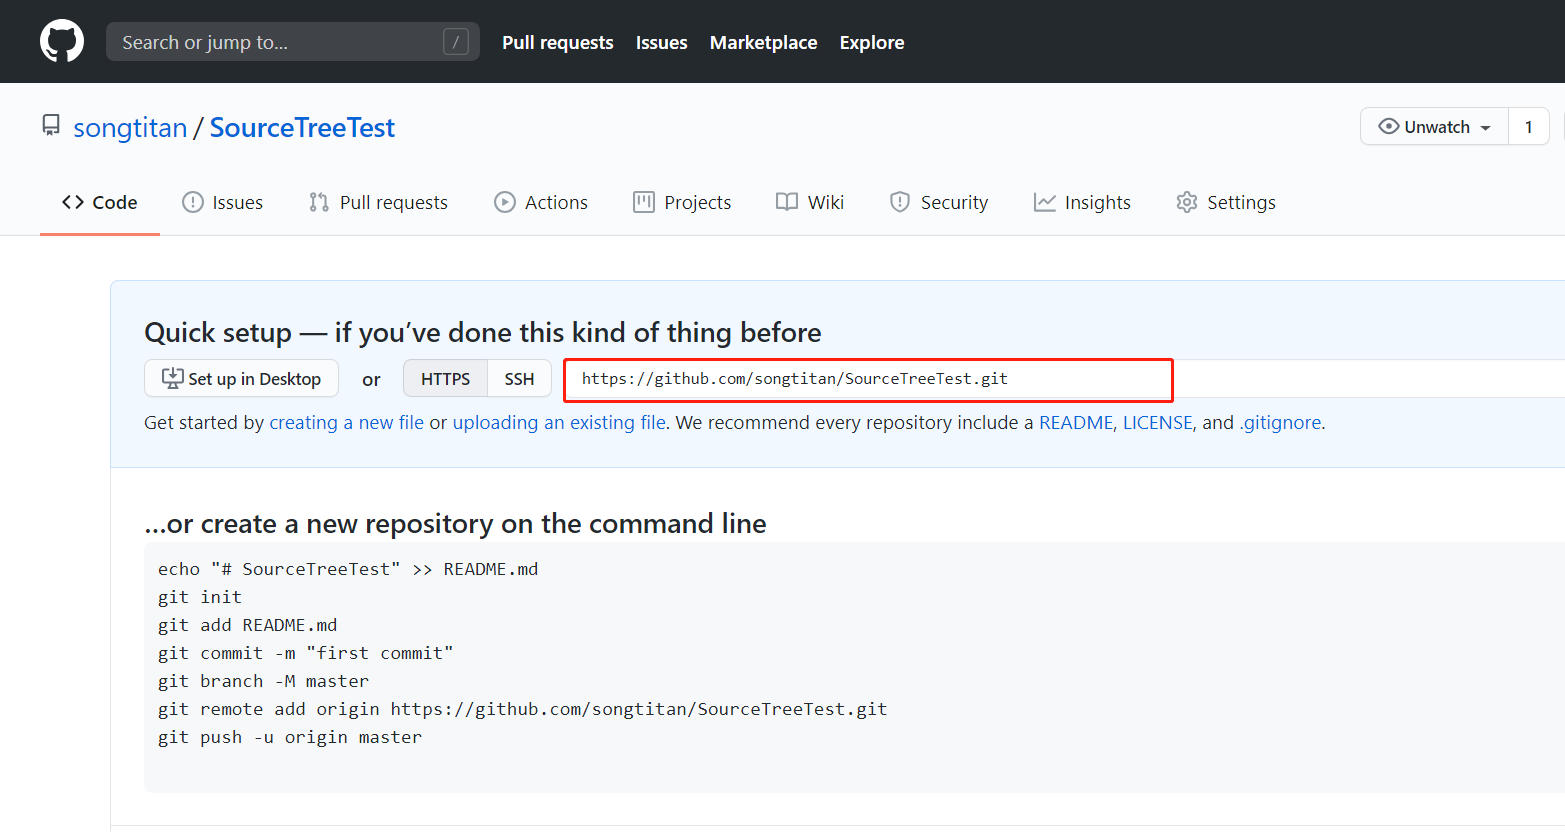 Search or jump to... / Pull requests Issues Marketplace Explore
songtitan / SourceTreeTest Unwatch 1
Code Issues Pull requests Actions Projects Wiki Security Insights Settings
Quick setup — if you’ve done this kind of thing before
Set up in Desktop or HTTPS SSH https://github.com/songtitan/SourceTreeTest.git
Get started by creating a new file or uploading an existing file. We recommend every repository include a README, LICENSE, and .gitignore.
…or create a new repository on the command line
echo "# SourceTreeTest" >> README.md
git init
git add README.md
git commit -m "first commit"
git branch -M master
git remote add origin https://github.com/songtitan/SourceTreeTest.git
git push -u origin master